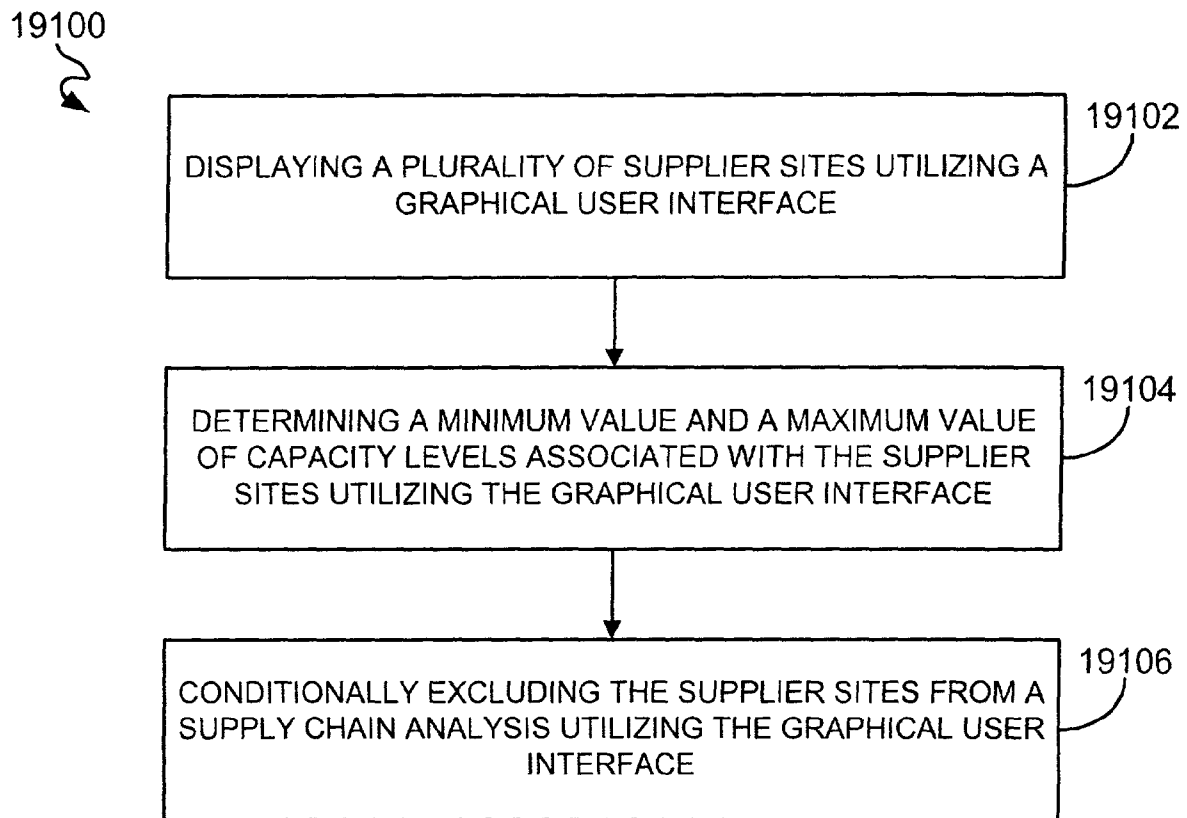 19100
19102
DISPLAYING A PLURALITY OF SUPPLIER SITES UTILIZING A
GRAPHICAL USER INTERFACE
19104
DETERMINING A MINIMUM VALUE AND A MAXIMUM VALUE
OF CAPACITY LEVELS ASSOCIATED WITH THE SUPPLIER
SITES UTILIZING THE GRAPHICAL USER INTERFACE
19106
CONDITIONALLY EXCLUDING THE SUPPLIER SITES FROM A
SUPPLY CHAIN ANALYSIS UTILIZING THE GRAPHICAL USER
INTERFACE